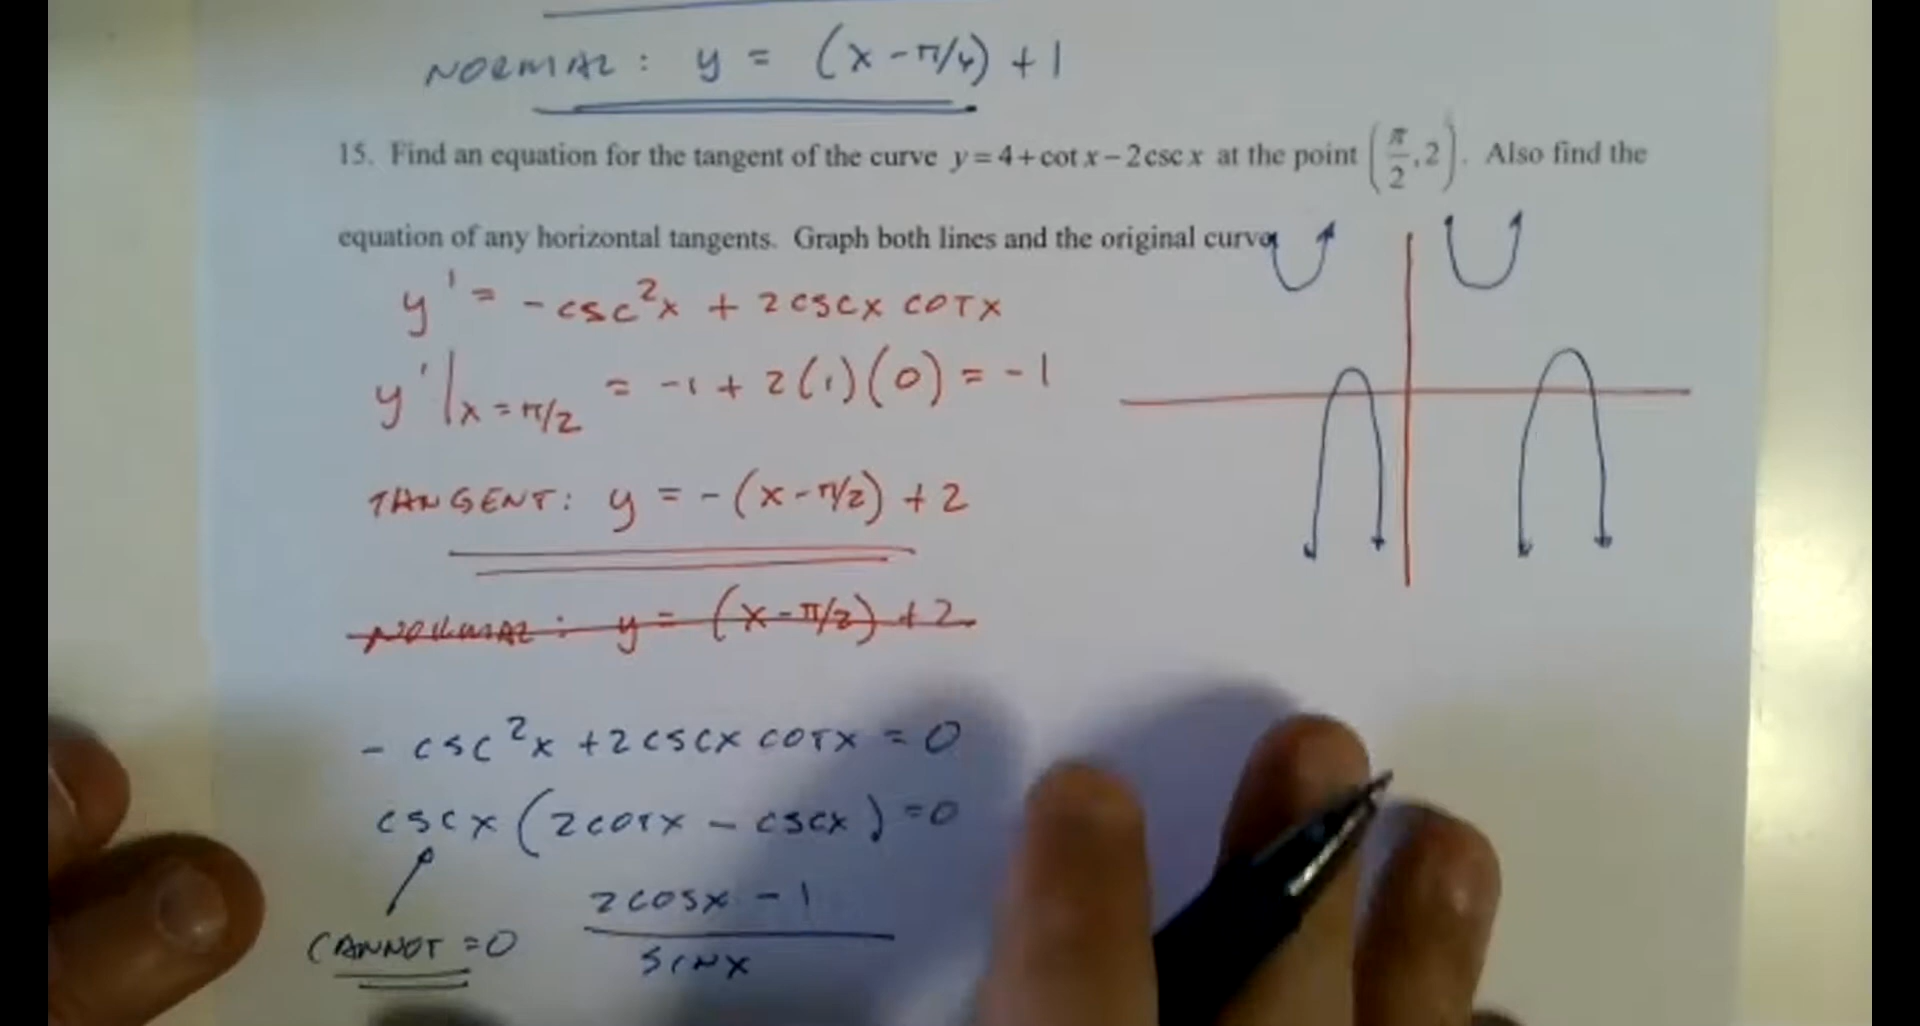 NORMAL: y = (x - π/4) + 1
15. Find an equation for the tangent of the curve y = 4 + cot x − 2 csc x at the point (π/2, 2). Also find the
equation of any horizontal tangents. Graph both lines and the original curve
y' = - csc²x + 2 cscx cotx
y'|x = π/2 = -1 + 2(1)(0) = -1
TANGENT: y = -(x - π/2) + 2
NORMAL: y = (x - π/2) + 2
- csc²x + 2 cscx cotx = 0
cscx (2 cotx - cscx) = 0
2cosx - 1
CANNOT = 0
sinx